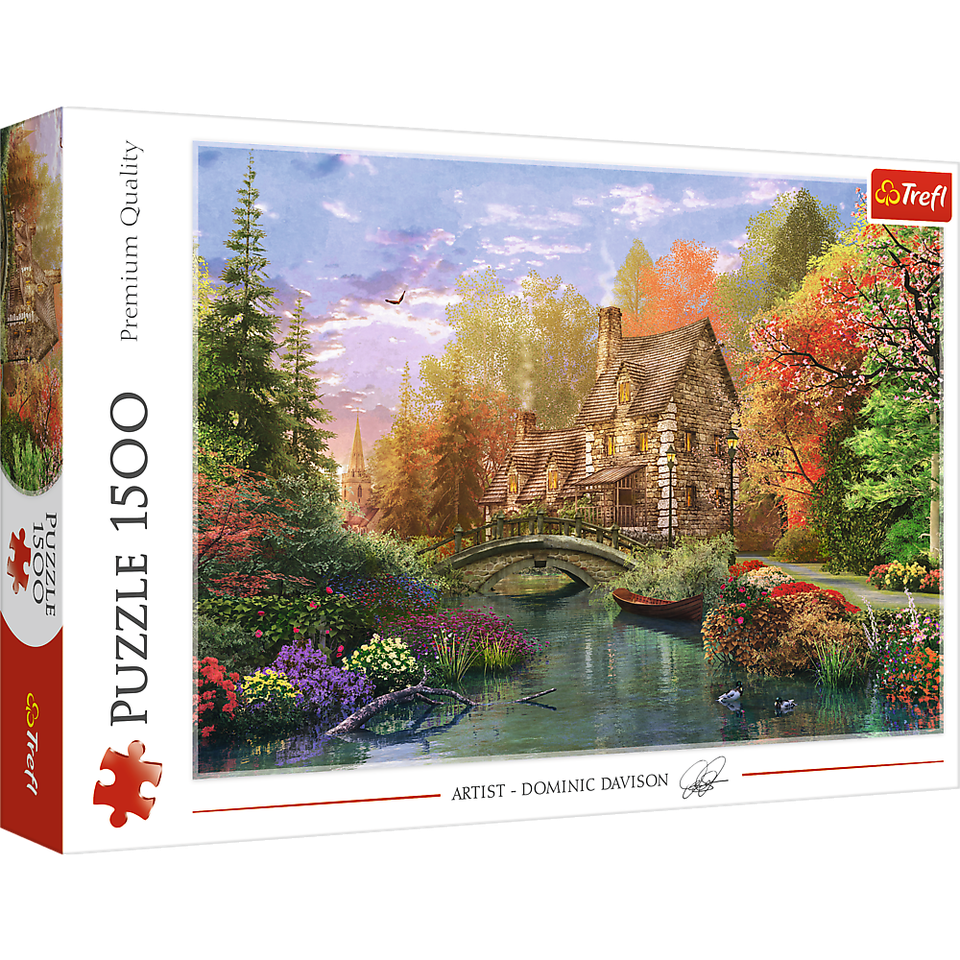 PUZZLE
1500
Trefl
Premium Quality
PUZZLE 1500
Trefl
ARTIST - DOMINIC DAVISON